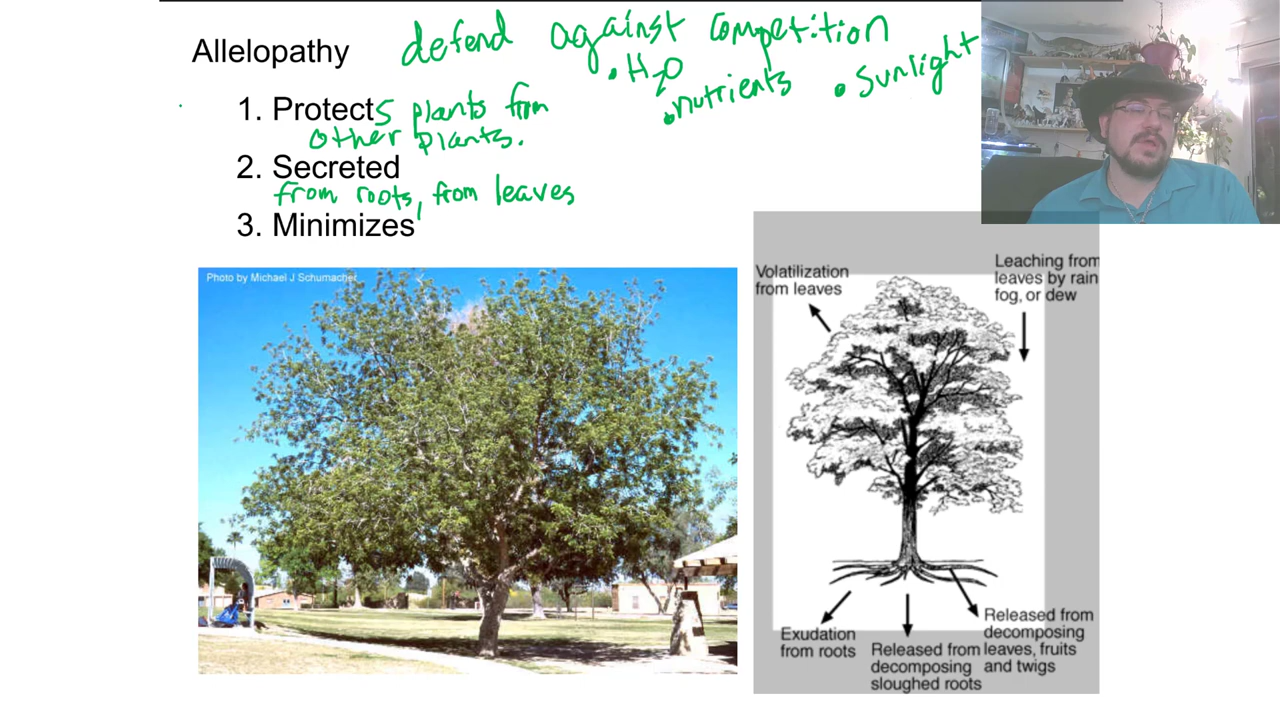 Allelopathy defend against competition
• H2O
• nutrients
• Sunlight
1. Protects plants from
other plants.
2. Secreted
from roots, from leaves
3. Minimizes
Photo by Michael J Schumacher
Volatilization
from leaves
Leaching from
leaves by rain
fog, or dew
Exudation
from roots
Released from
decomposing
sloughed roots
Released from
decomposing
leaves, fruits
and twigs